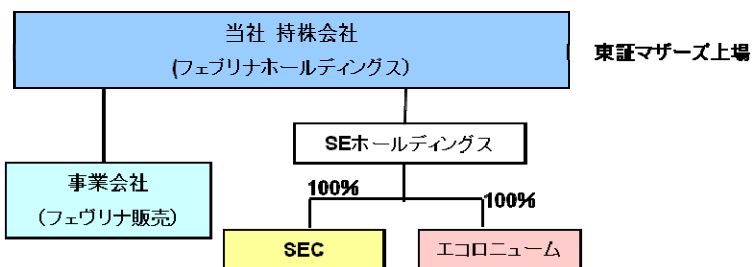 当社 持株会社
(フェブリナホールディングス)
東証マザーズ上場
SEホールディングス
事業会社
(フェヴリナ販売)
100%
100%
SEC
エコロニューム